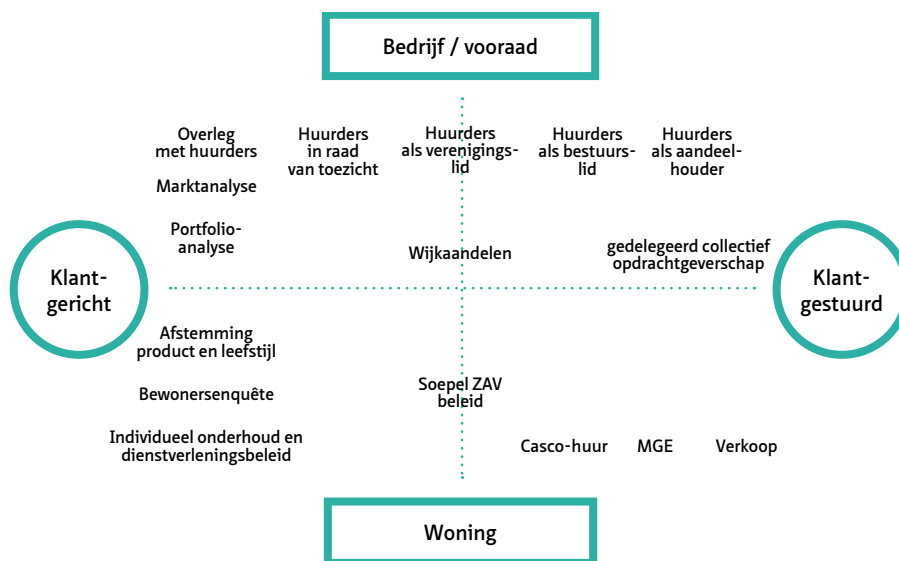 Bedrijf / vooraad
Overleg
met huurders
Huurders
in raad
van toezicht
Huurders
als verenigings-
lid
Huurders
als bestuurs-
lid
Huurders
als aandeel-
houder
Marktanalyse
Portfolio-
analyse
Wijkaandelen
gedelegeerd collectief
opdrachtgeverschap
Klant-
gericht
Klant-
gestuurd
Afstemming
product en leefstijl
Bewonersenquête
Soepel ZAV
beleid
Individueel onderhoud en
dienstverleningsbeleid
Casco-huur
MGE
Verkoop
Woning